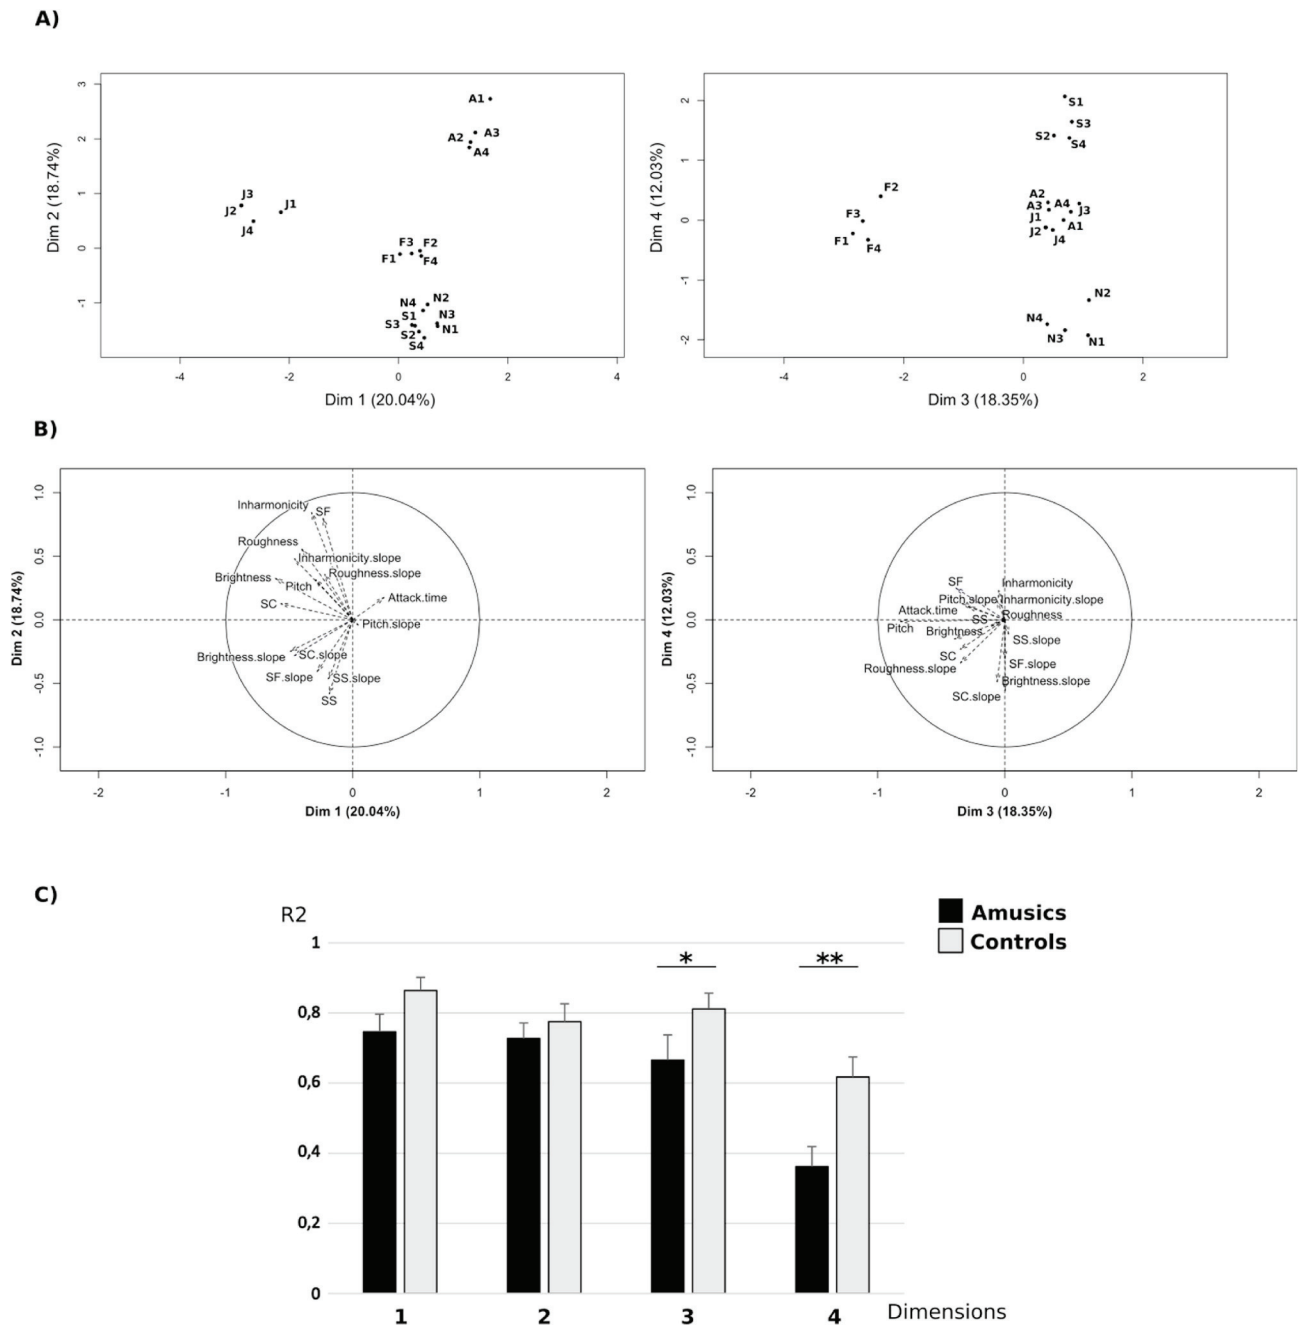 A)
3
2
1
0
-1
Dim 2 (18.74%)
A1
A2
A3
A4
J3
J2
J1
J4
F3
F2
F1
F4
N4
N2
S1
N3
S3
N1
S2
S4
-4
-2
0
2
4
Dim 1 (20.04%)
2
1
0
-1
-2
Dim 4 (12.03%)
S1
S3
S2
S4
F2
F3
F1
F4
A2
A3
A4
J3
J1
A1
J2
J4
N2
N4
N3
N1
-4
-2
0
2
Dim 3 (18.35%)
B)
1.0
0.5
0.0
-0.5
-1.0
Dim 2 (18.74%)
Inharmonicity
SF
Roughness
Inharmonicity.slope
Brightness
Roughness.slope
Pitch
SC
Attack.time
Pitch.slope
Brightness.slope
SC.slope
SF.slope
SS.slope
SS
-2
-1
0
1
2
Dim 1 (20.04%)
1.0
0.5
0.0
-0.5
-1.0
Dim 4 (12.03%)
SF
Inharmonicity
Pitch.slope
Inharmonicity.slope
Attack.time
Roughness
SS
Pitch
Brightness
SS.slope
SC
SF.slope
Roughness.slope
Brightness.slope
SC.slope
-2
-1
0
1
2
Dim 3 (18.35%)
C)
R2
1
0,8
0,6
0,4
0,2
0
*
**
Amusics
Controls
1
2
3
4
Dimensions